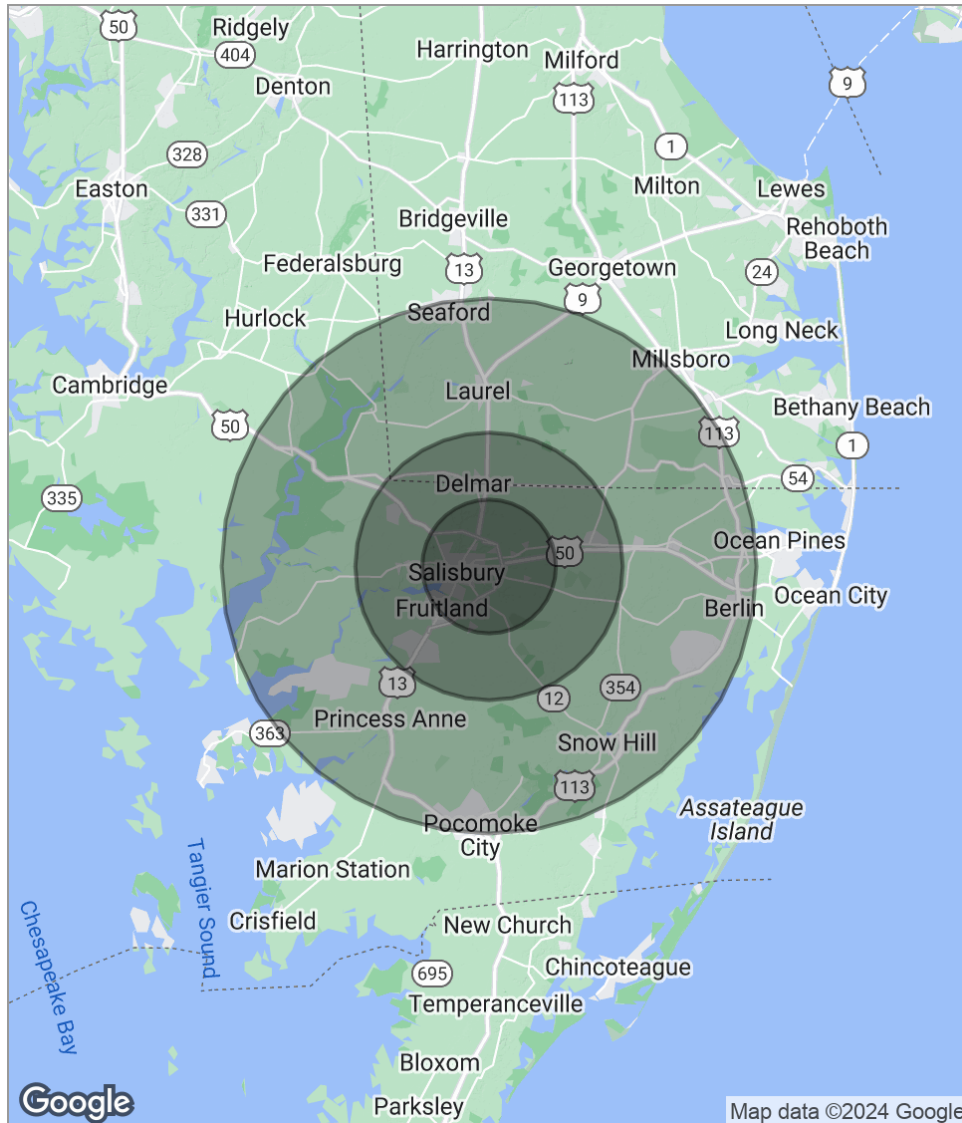 50
Ridgely
404
Harrington
Milford
Denton
113
9
328
1
Easton
Milton
Lewes
331
Bridgeville
Rehoboth
Beach
Federalsburg
13
Georgetown
24
9
Hurlock
Seaford
Long Neck
Millsboro
Cambridge
Laurel
Bethany Beach
50
113
1
335
Delmar
54
50
Ocean Pines
Salisbury
Ocean City
Fruitland
Berlin
13
354
12
Princess Anne
363
Snow Hill
113
Assateague
Island
Pocomoke
City
Marion Station
Tangier Sound
Crisfield
New Church
Chesapeake Bay
695
Chincoteague
Temperanceville
Bloxom
Parksley
Google
Map data ©2024 Google